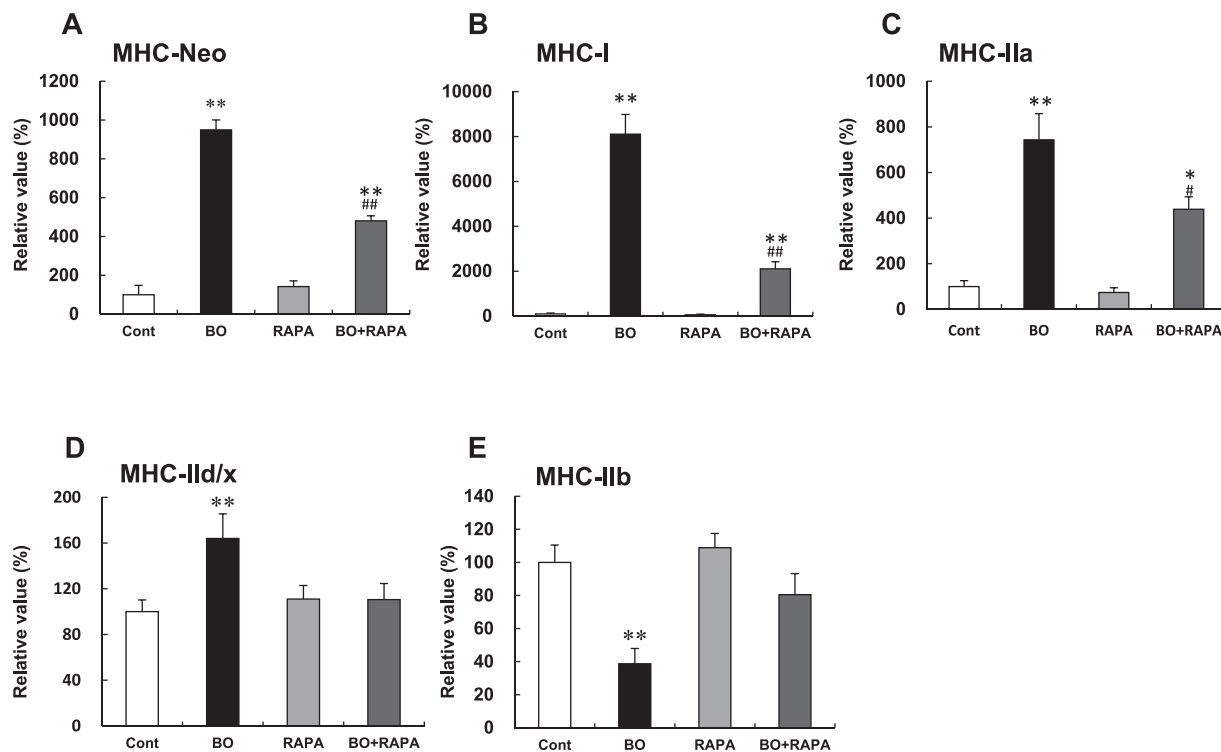 A
MHC-Neo
Relative value (%)
1200
1000
800
600
400
200
0
**
**
##
Cont BO RAPA BO+RAPA
B
MHC-I
Relative value (%)
10000
8000
6000
4000
2000
0
**
**
##
Cont BO RAPA BO+RAPA
C
MHC-IIa
Relative value (%)
1000
800
600
400
200
0
**
*
#
Cont BO RAPA BO+RAPA
D
MHC-IId/x
Relative value (%)
200
160
120
80
40
0
**
Cont BO RAPA BO+RAPA
E
MHC-IIb
Relative value (%)
140
120
100
80
60
40
20
0
**
Cont BO RAPA BO+RAPA